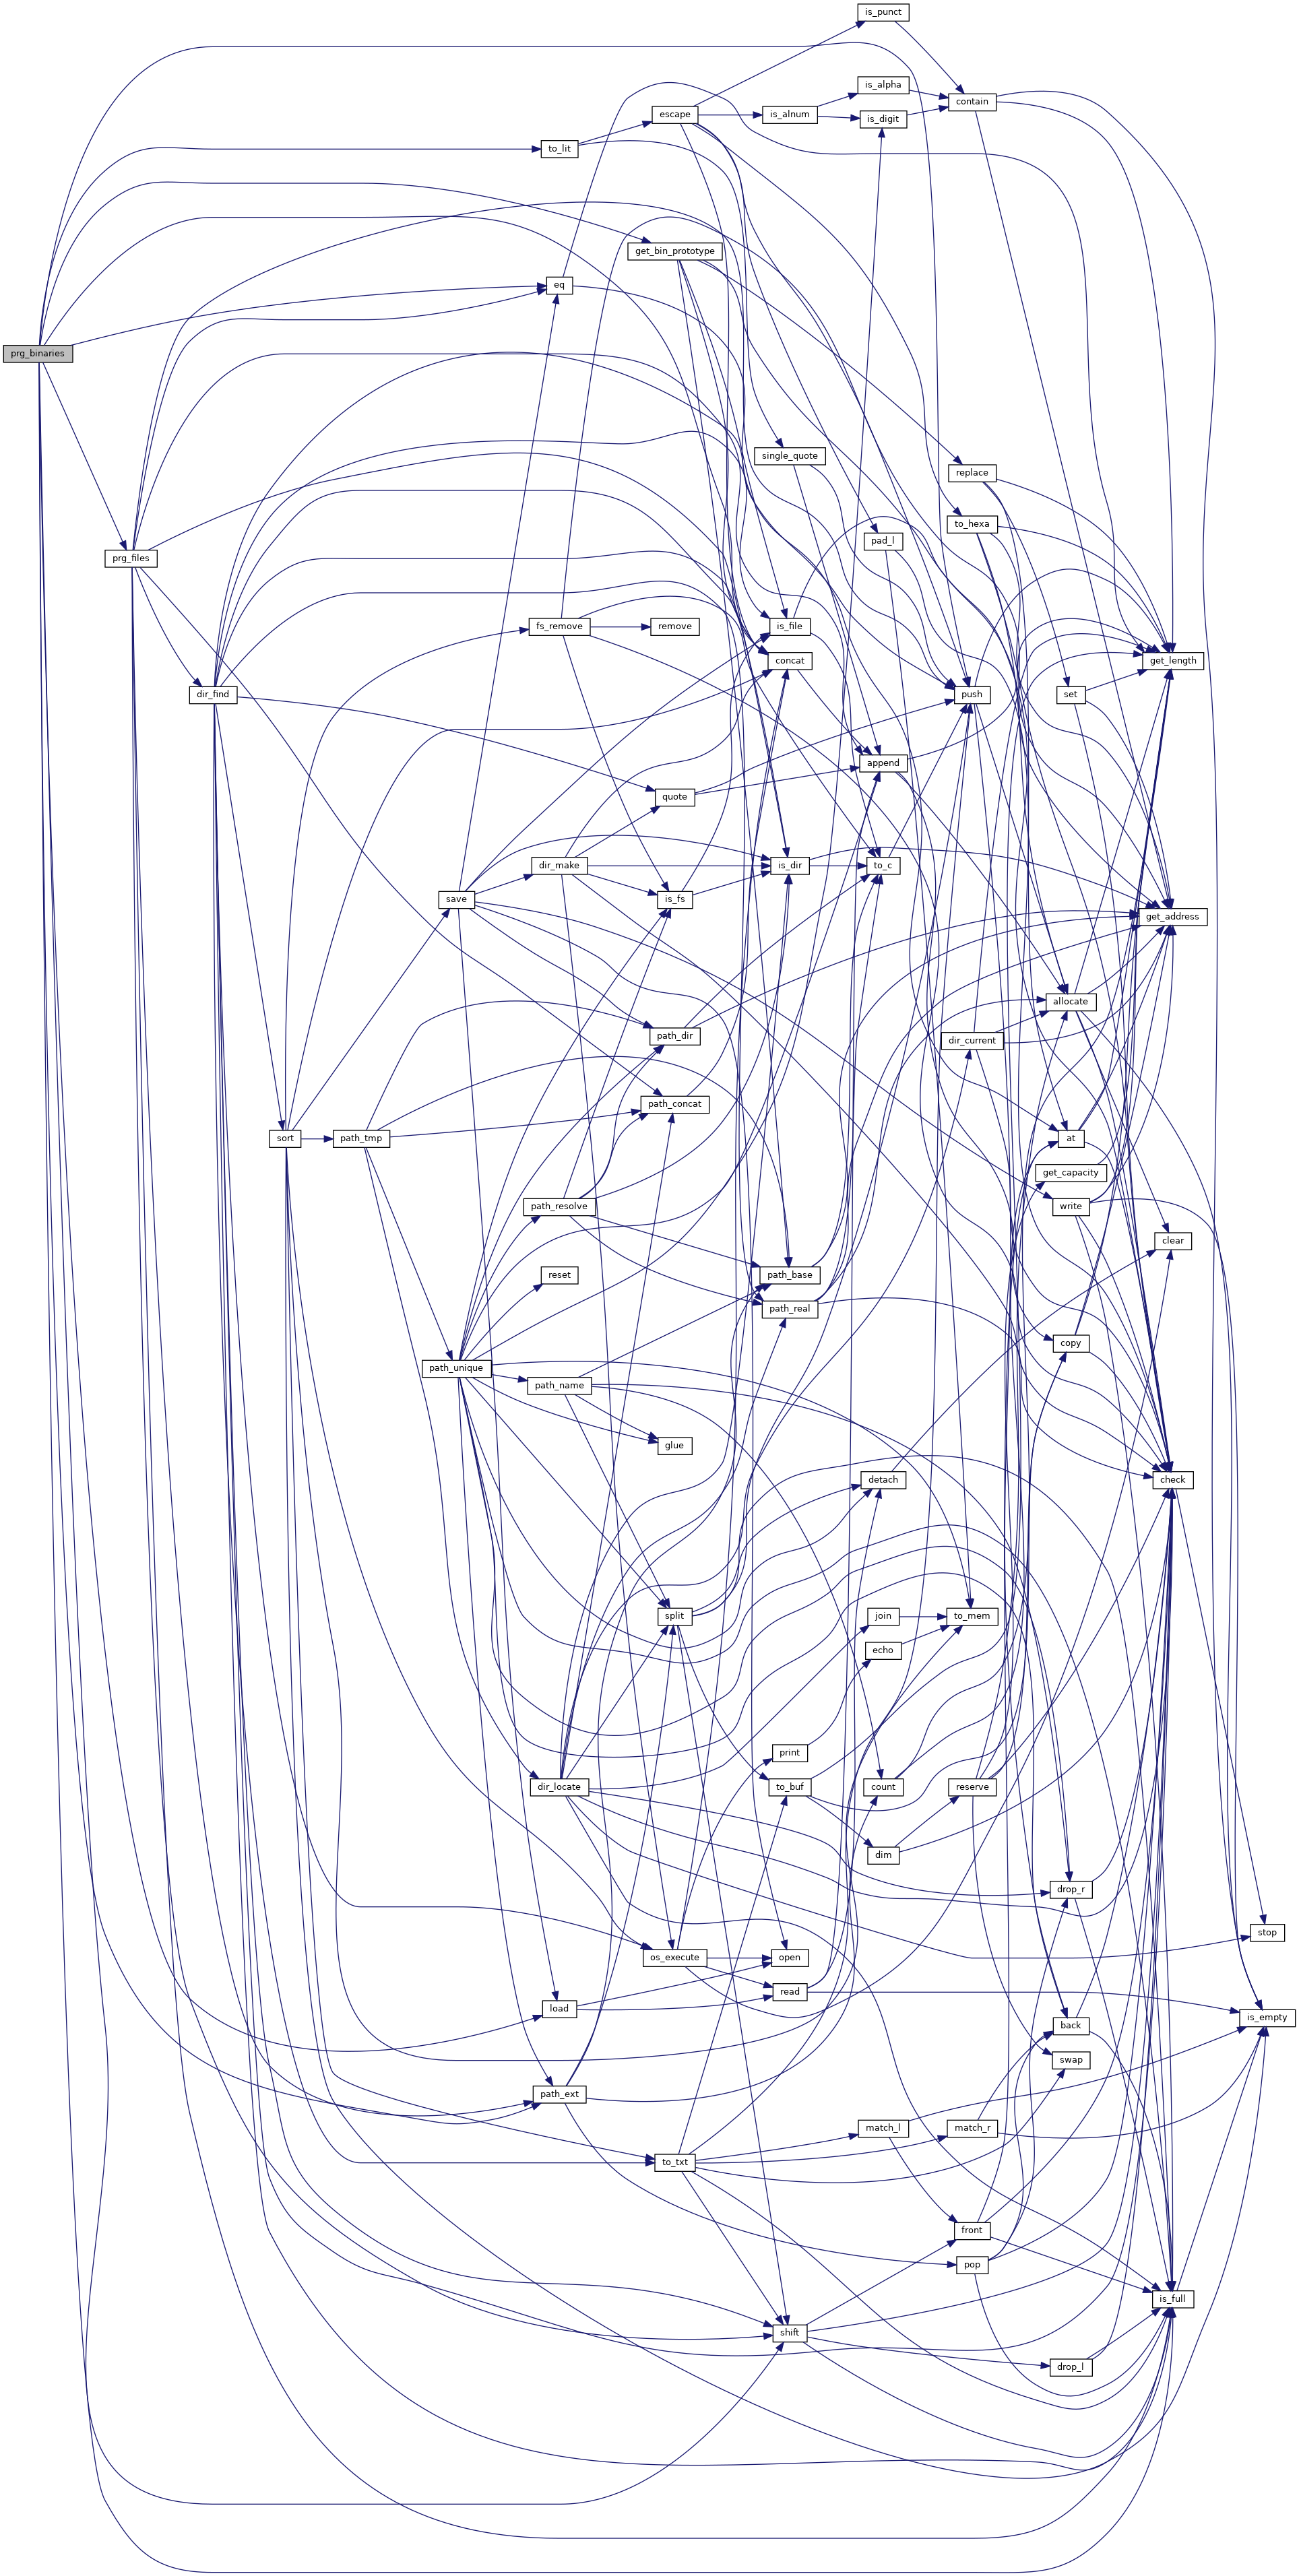 is_punct
is_alpha
contain
escape
is_alnum
is_digit
to_lit
get_bin_prototype
eq
prg_binaries
single_quote
replace
to_hexa
pad_l
prg_files
fs_remove
remove
is_file
concat
get_length
dir_find
push
set
append
quote
dir_make
is_dir
to_c
save
is_fs
get_address
allocate
path_dir
dir_current
path_concat
sort
path_tmp
at
get_capacity
path_resolve
write
clear
reset
path_base
path_real
copy
path_unique
path_name
glue
detach
check
split
join
to_mem
echo
print
dir_locate
to_buf
count
reserve
dim
drop_r
stop
os_execute
open
read
load
is_empty
back
swap
path_ext
match_l
match_r
to_txt
front
pop
is_full
shift
drop_l